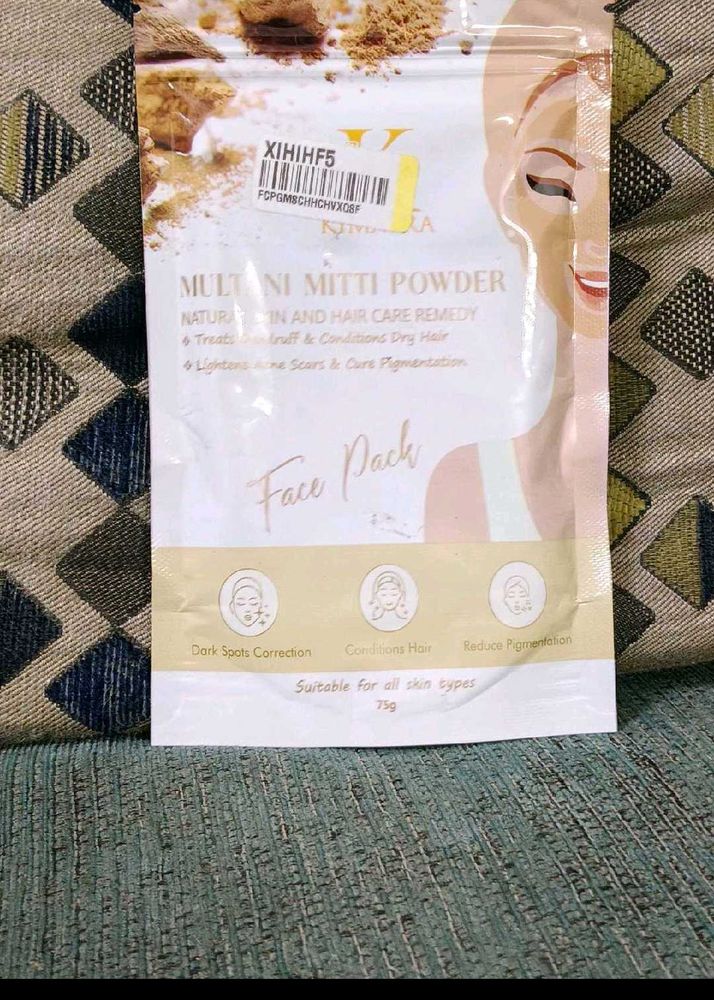 XIHIHF5
FCPGM8CHHCHVXQ8F
MULTANI MITTI POWDER
NATURAL SKIN AND HAIR CARE REMEDY
Treats Dandruff & Conditions Dry Hair
Lightens Acne Scars & Cure Pigmentation
Face Pack
Dark Spots Correction
Conditions Hair
Reduce Pigmentation
Suitable for all skin types
75g